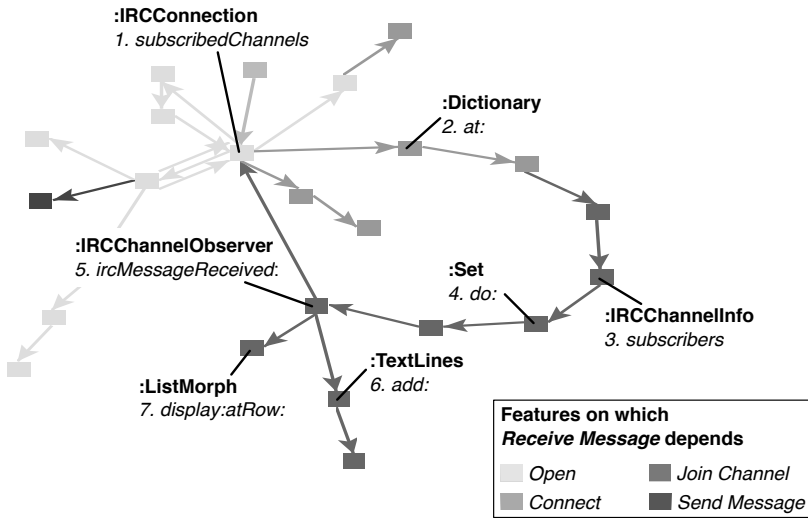 :IRCConnection
1. subscribedChannels
:Dictionary
2. at:
:IRCChannelObserver
5. ircMessageReceived:
:Set
4. do:
:IRCChannelInfo
3. subscribers
:TextLines
6. add:
:ListMorph
7. display:atRow:
Features on which
Receive Message depends
Open
Join Channel
Connect
Send Message